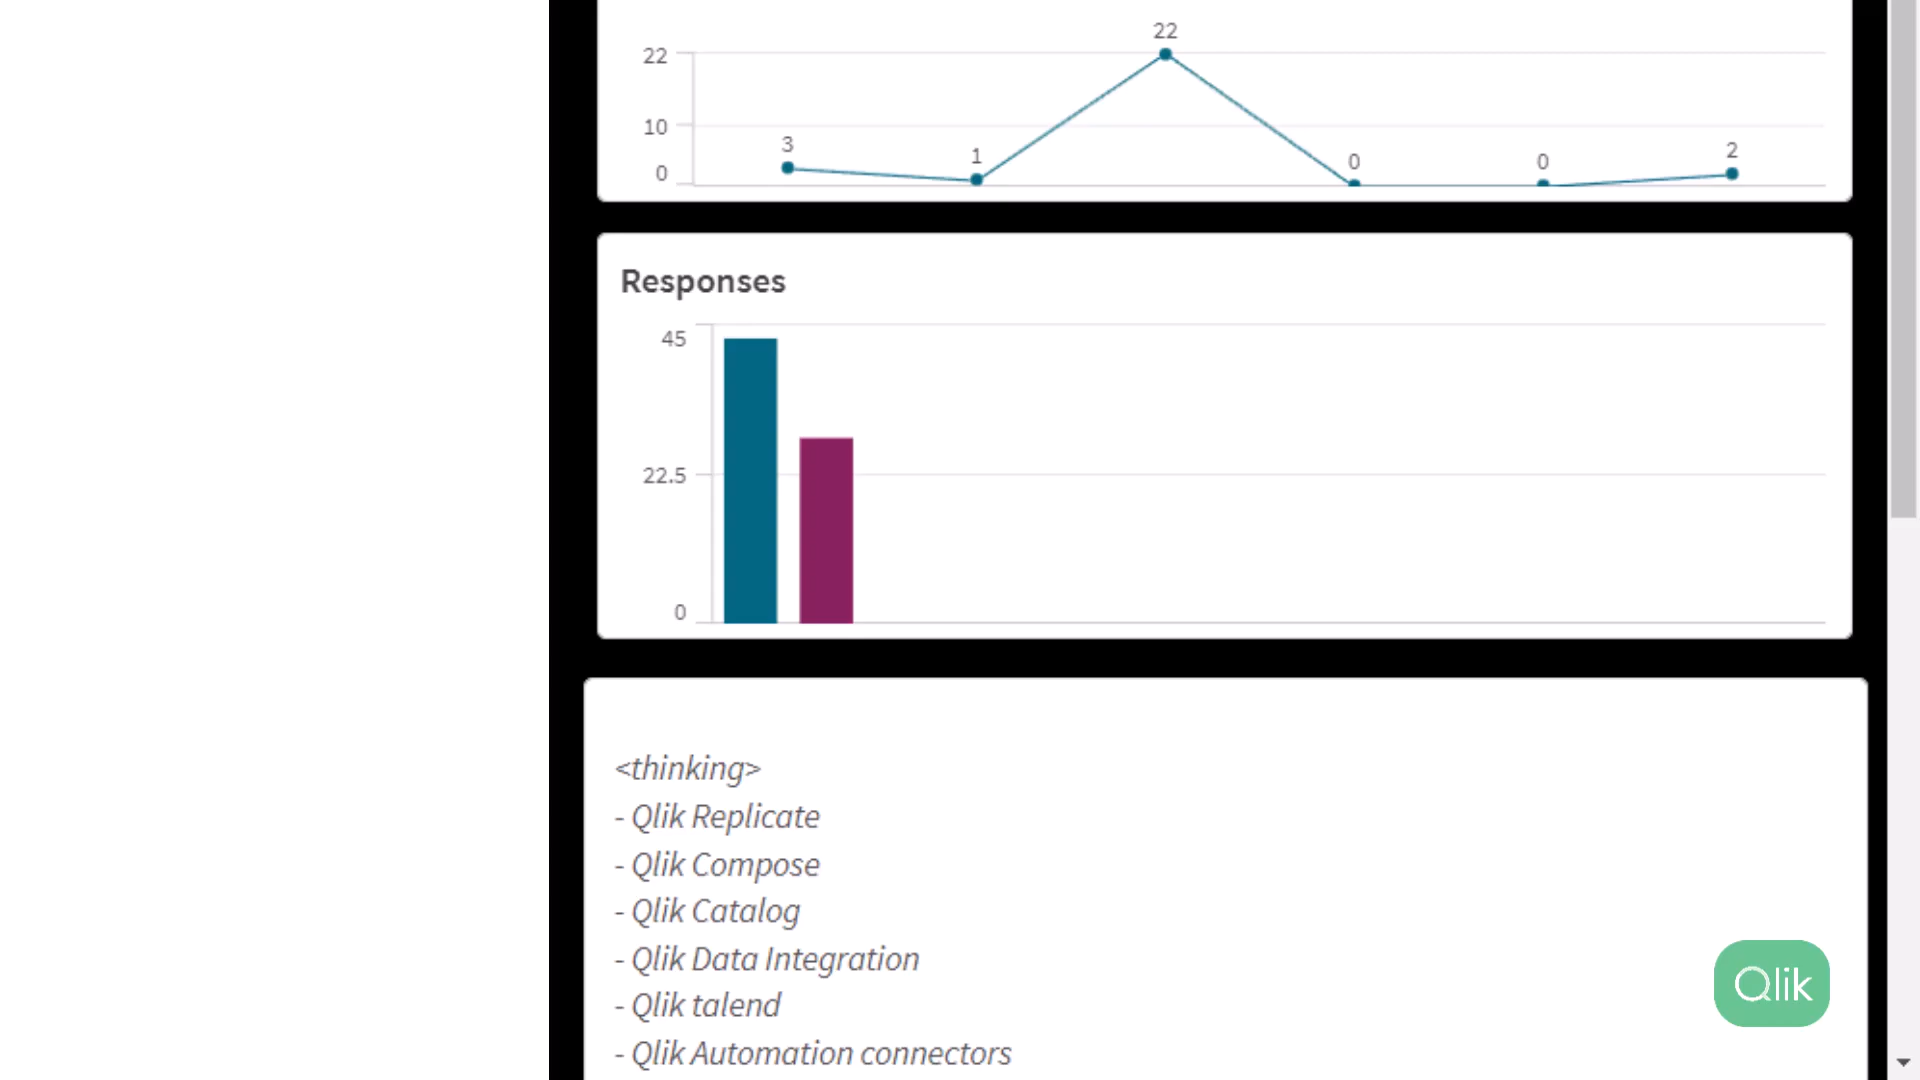 22
22
10
3
1
0
0
2
0
Responses
45
22.5
0
<thinking>
- Qlik Replicate
- Qlik Compose
- Qlik Catalog
- Qlik Data Integration
- Qlik talend
- Qlik Automation connectors
Qlik